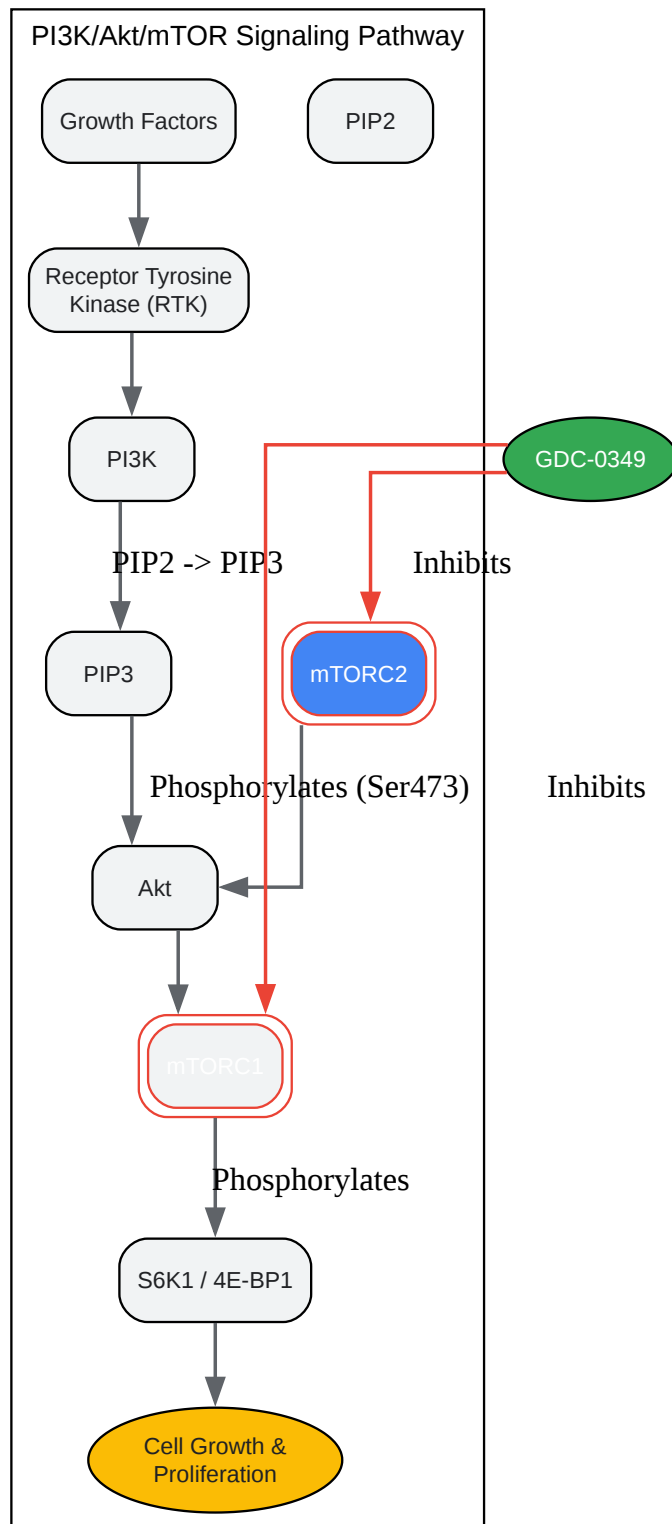 PI3K/Akt/mTOR Signaling Pathway
Growth Factors
PIP2
Receptor Tyrosine
Kinase (RTK)
PI3K
GDC-0349
PIP2 -> PIP3
Inhibits
PIP3
mTORC2
Phosphorylates (Ser473)
Inhibits
Akt
mTORC1
Phosphorylates
S6K1 / 4E-BP1
Cell Growth &
Proliferation